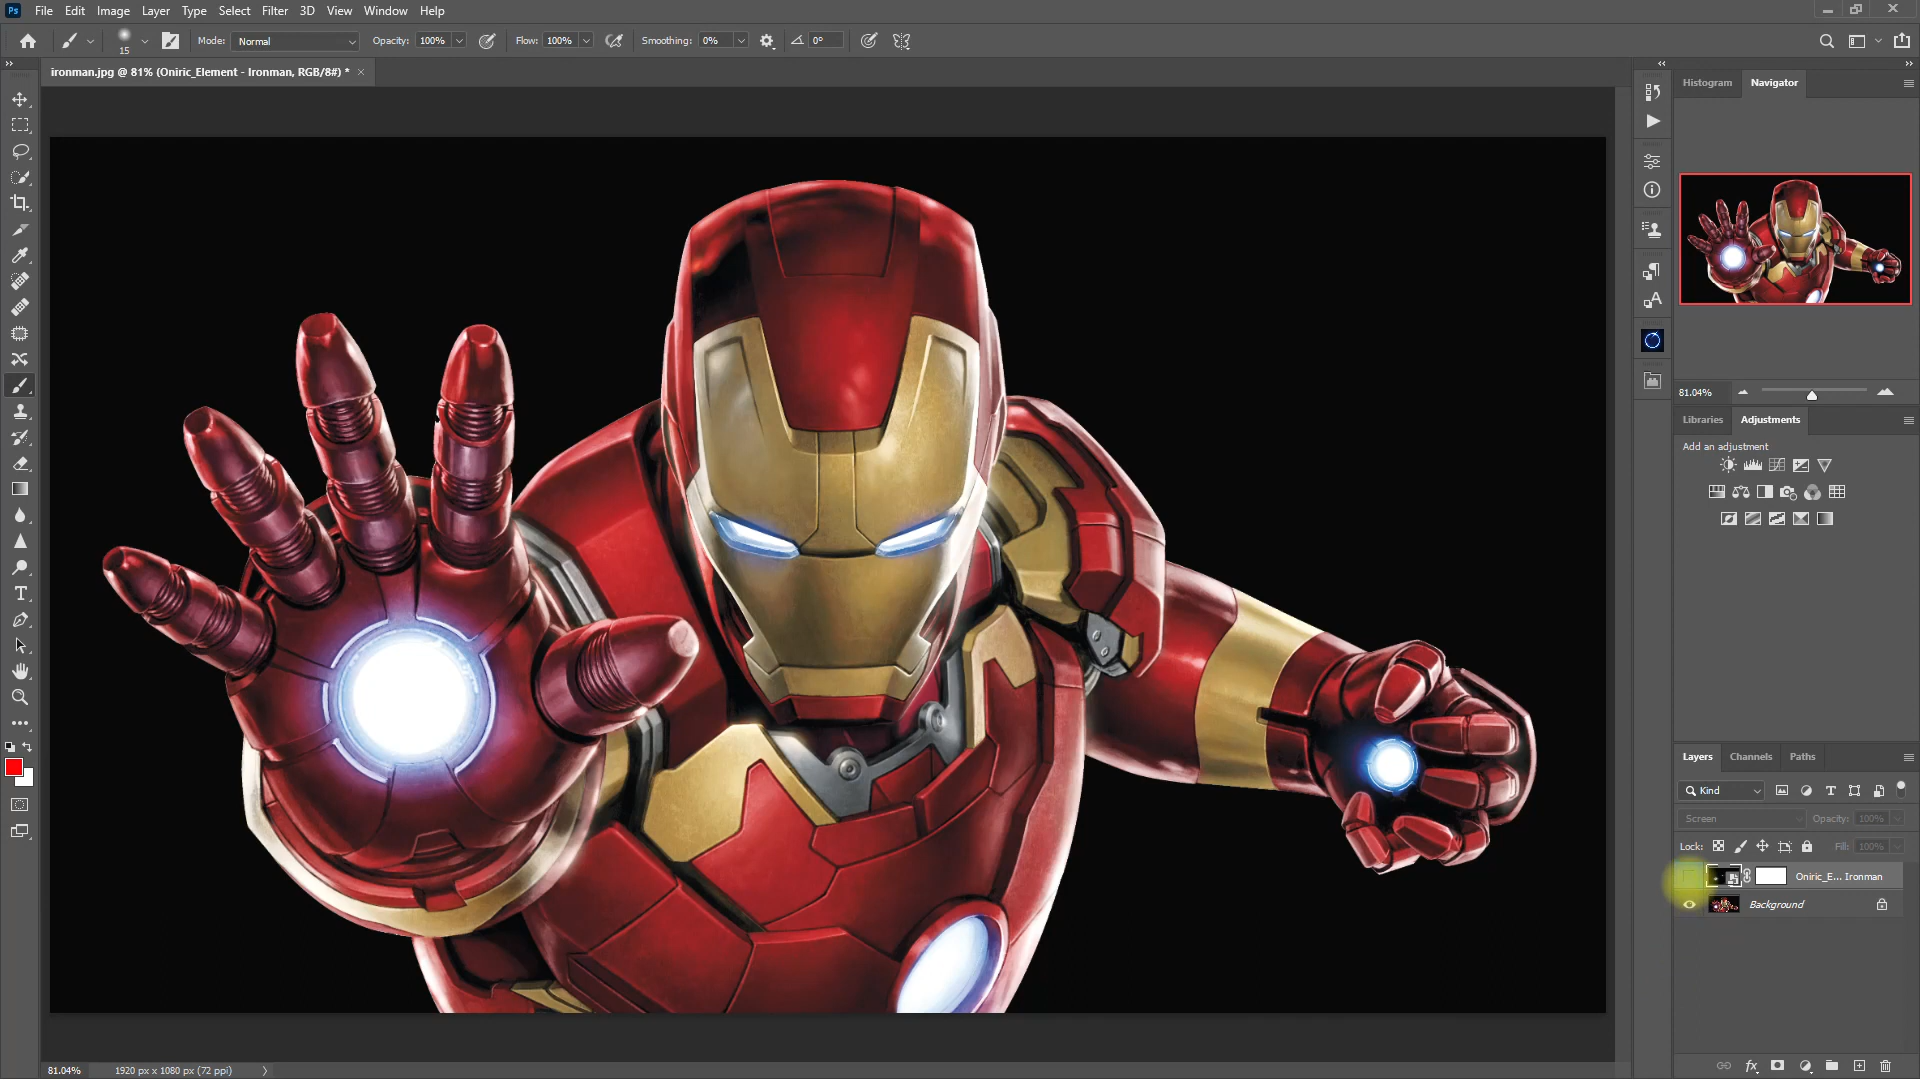 Ps File Edit Image Layer Type Select Filter 3D View Window Help
15 Mode: Normal Opacity: 100% Flow: 100% Smoothing: 0% 0°
ironman.jpg @ 81% (Oniric_Element - Ironman, RGB/8#) * ×
Histogram Navigator
81.04%
Libraries Adjustments
Add an adjustment
Layers Channels Paths
Kind
Screen Opacity: 100%
Lock: Fill: 100%
Oniric_E... Ironman
Background
81.04% 1920 px x 1080 px (72 ppi)